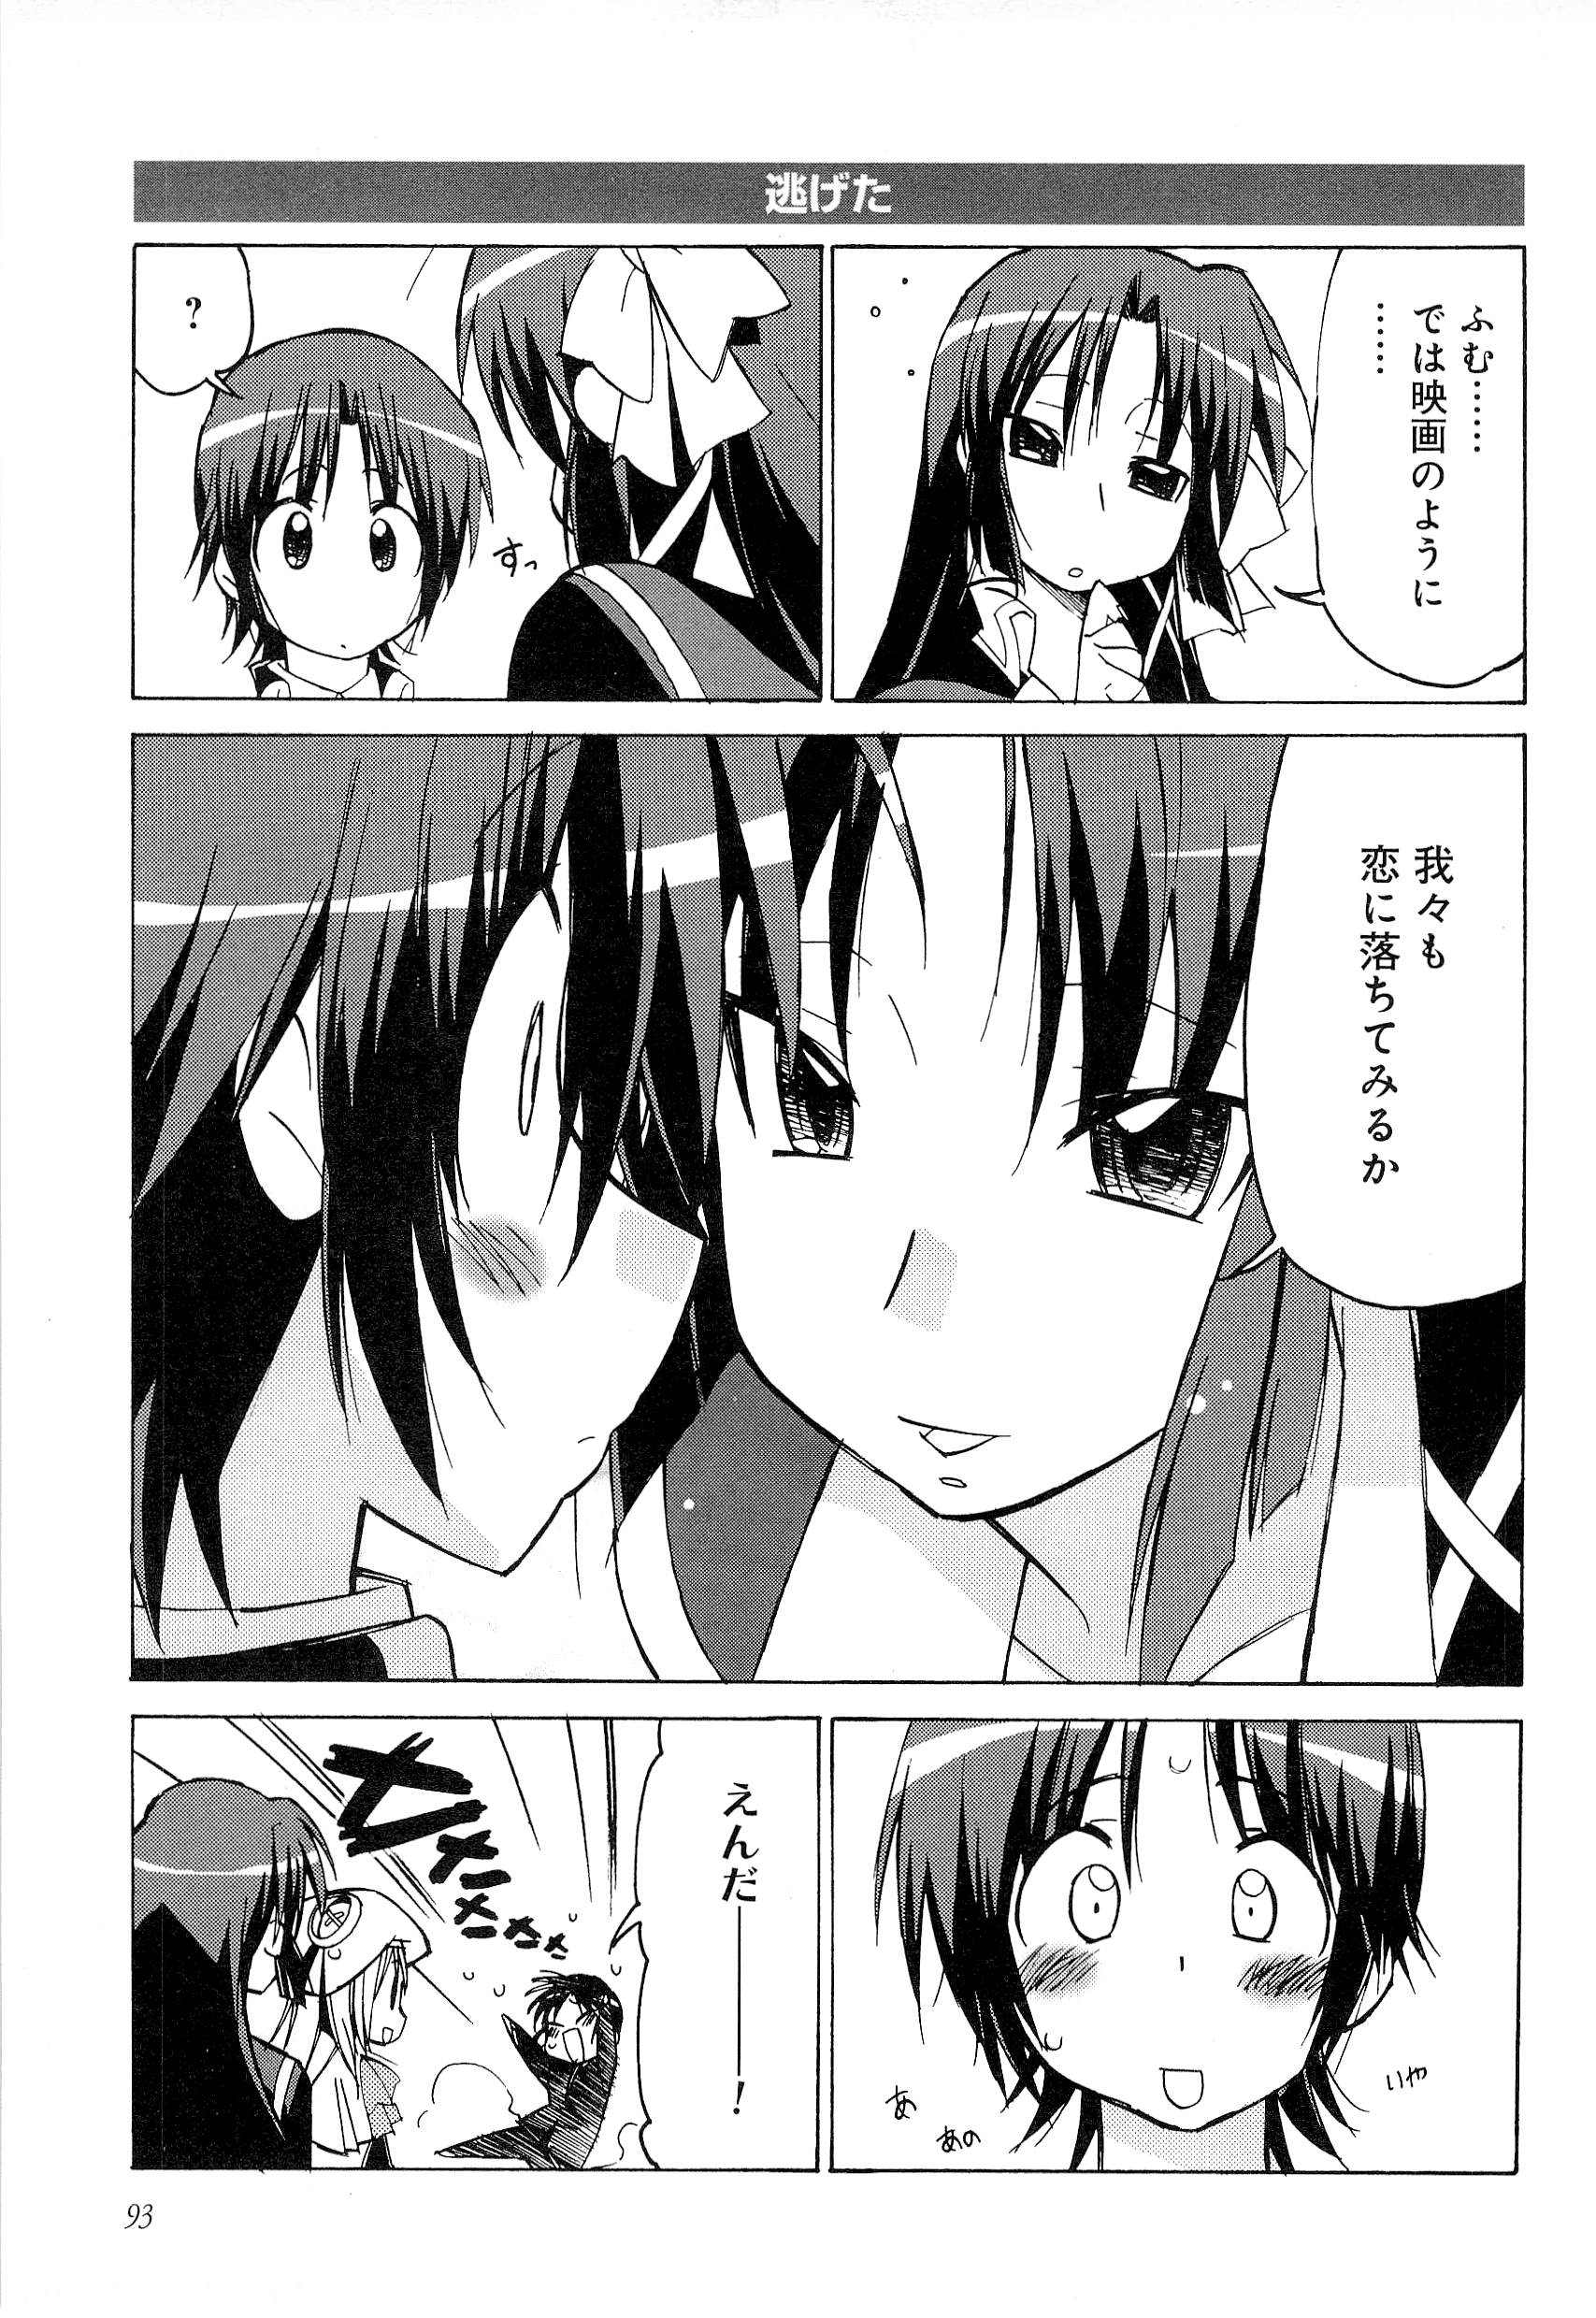 逃げた
ふむ……
では映画のように
……
?
すっ
我々も
恋に落ちてみるか
いや
あ
あの
えんだ――――!
93